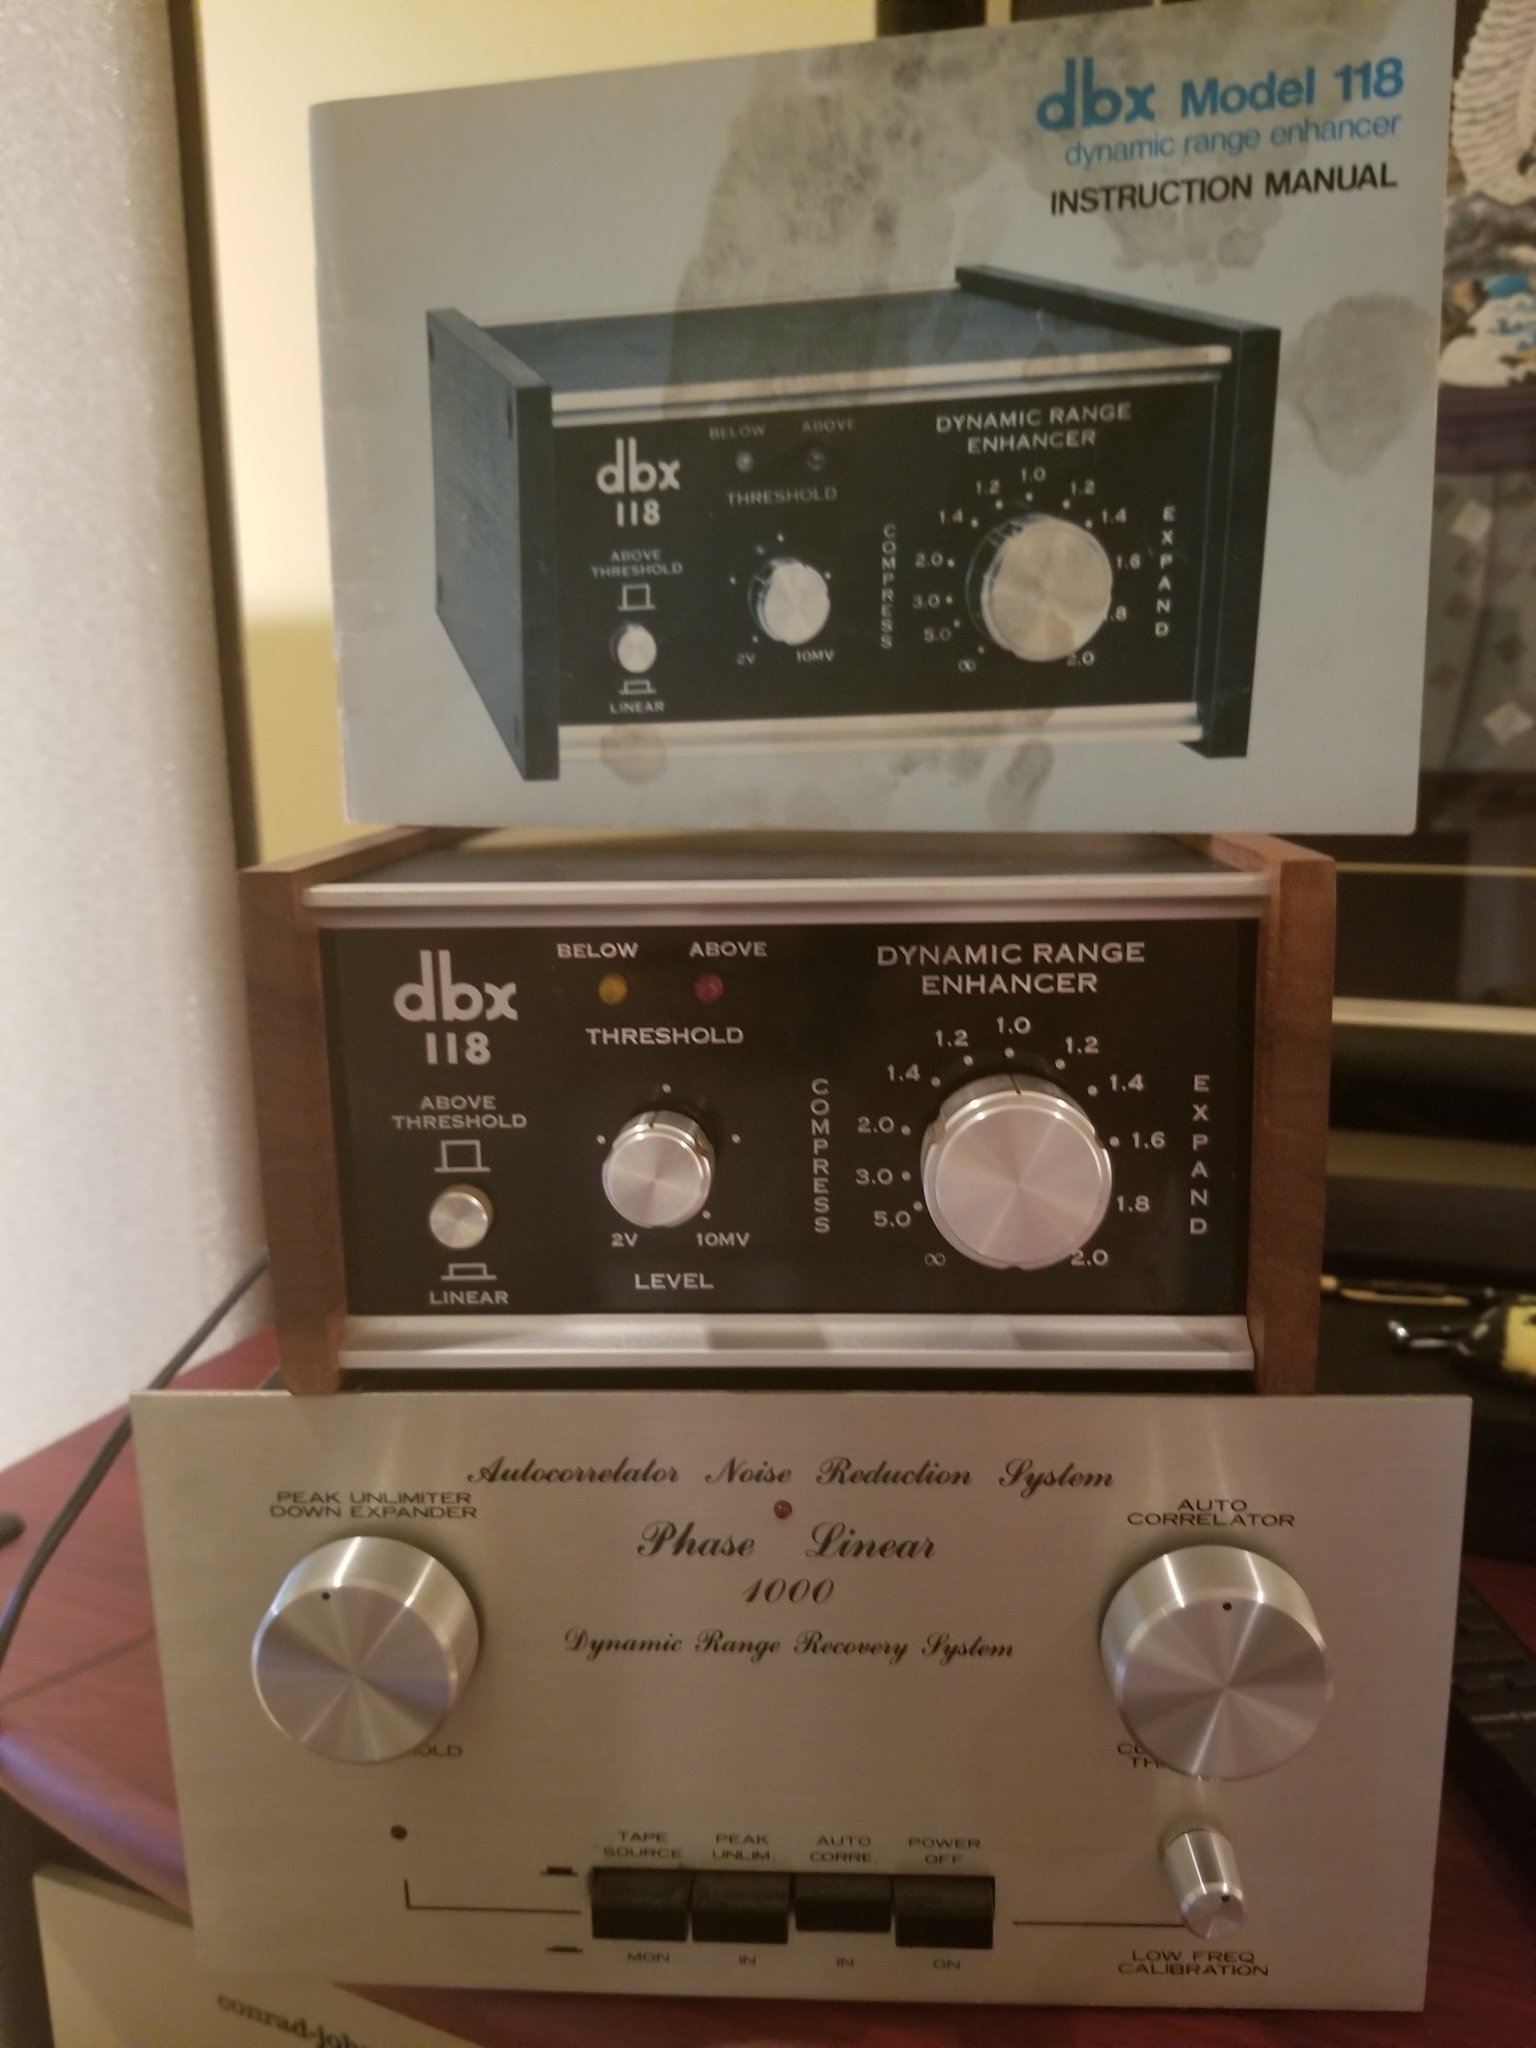 dbx Model 118
dynamic range enhancer
INSTRUCTION MANUAL
BELOW ABOVE
DYNAMIC RANGE
ENHANCER
dbx
118
THRESHOLD
ABOVE
THRESHOLD
LINEAR
2V 10MV
COMPRESS
1.0
1.2 1.2
1.4 1.4
2.0 1.6
3.0 .8
5.0
∞ 2.0
EXPAND
BELOW ABOVE
DYNAMIC RANGE
ENHANCER
dbx
118
THRESHOLD
ABOVE
THRESHOLD
LINEAR
2V 10MV
LEVEL
COMPRESS
1.0
1.2 1.2
1.4 1.4
2.0 1.6
3.0
5.0 1.8
∞ 2.0
EXPAND
Autocorrelator Noise Reduction System
PEAK UNLIMITER
DOWN EXPANDER
AUTO
CORRELATOR
Phase Linear
1000
Dynamic Range Recovery System
TAPE PEAK AUTO POWER
SOURCE UNLIM. CORRE. OFF
MON IN IN ON
LOW FREQ
CALIBRATION